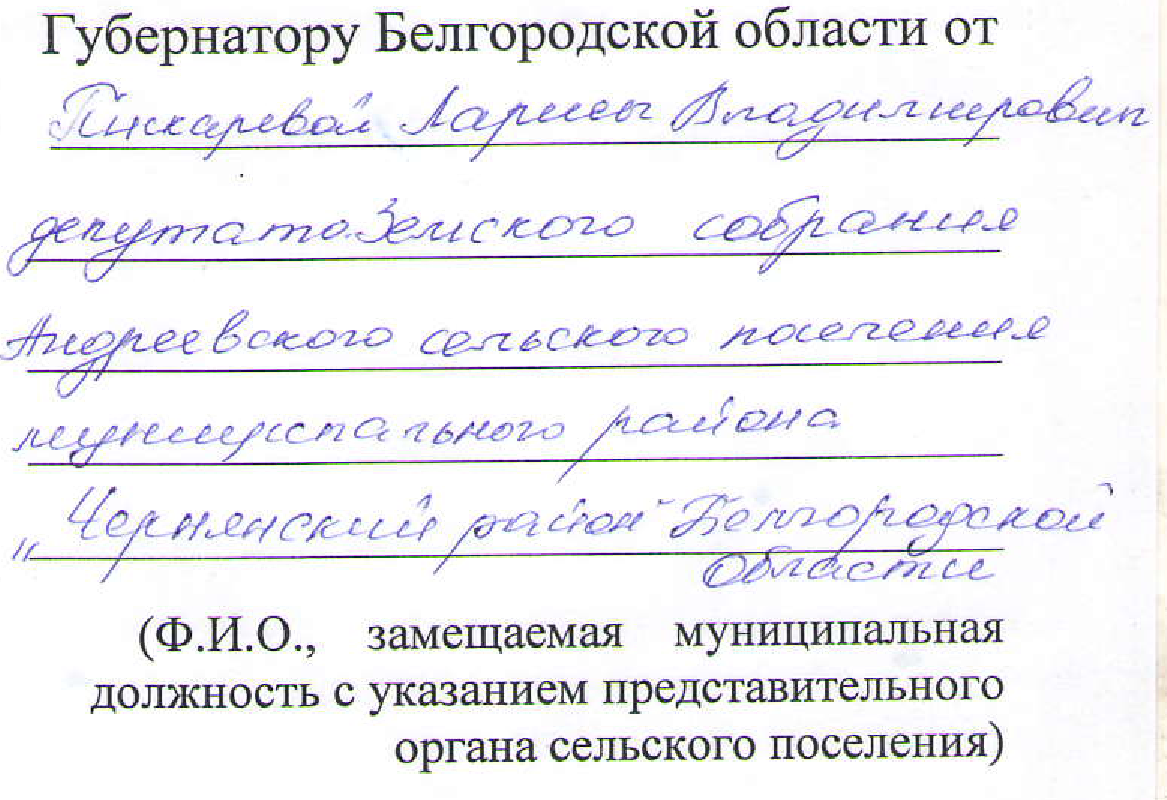 Губернатору Белгородской области от
Пискаревой Ларисы Владимировн
депутата Земского собрания
Андреевского сельского поселения
муниципального района
„Чернянский район" Белгородской
области
(Ф.И.О., замещаемая муниципальная
должность с указанием представительного
органа сельского поселения)